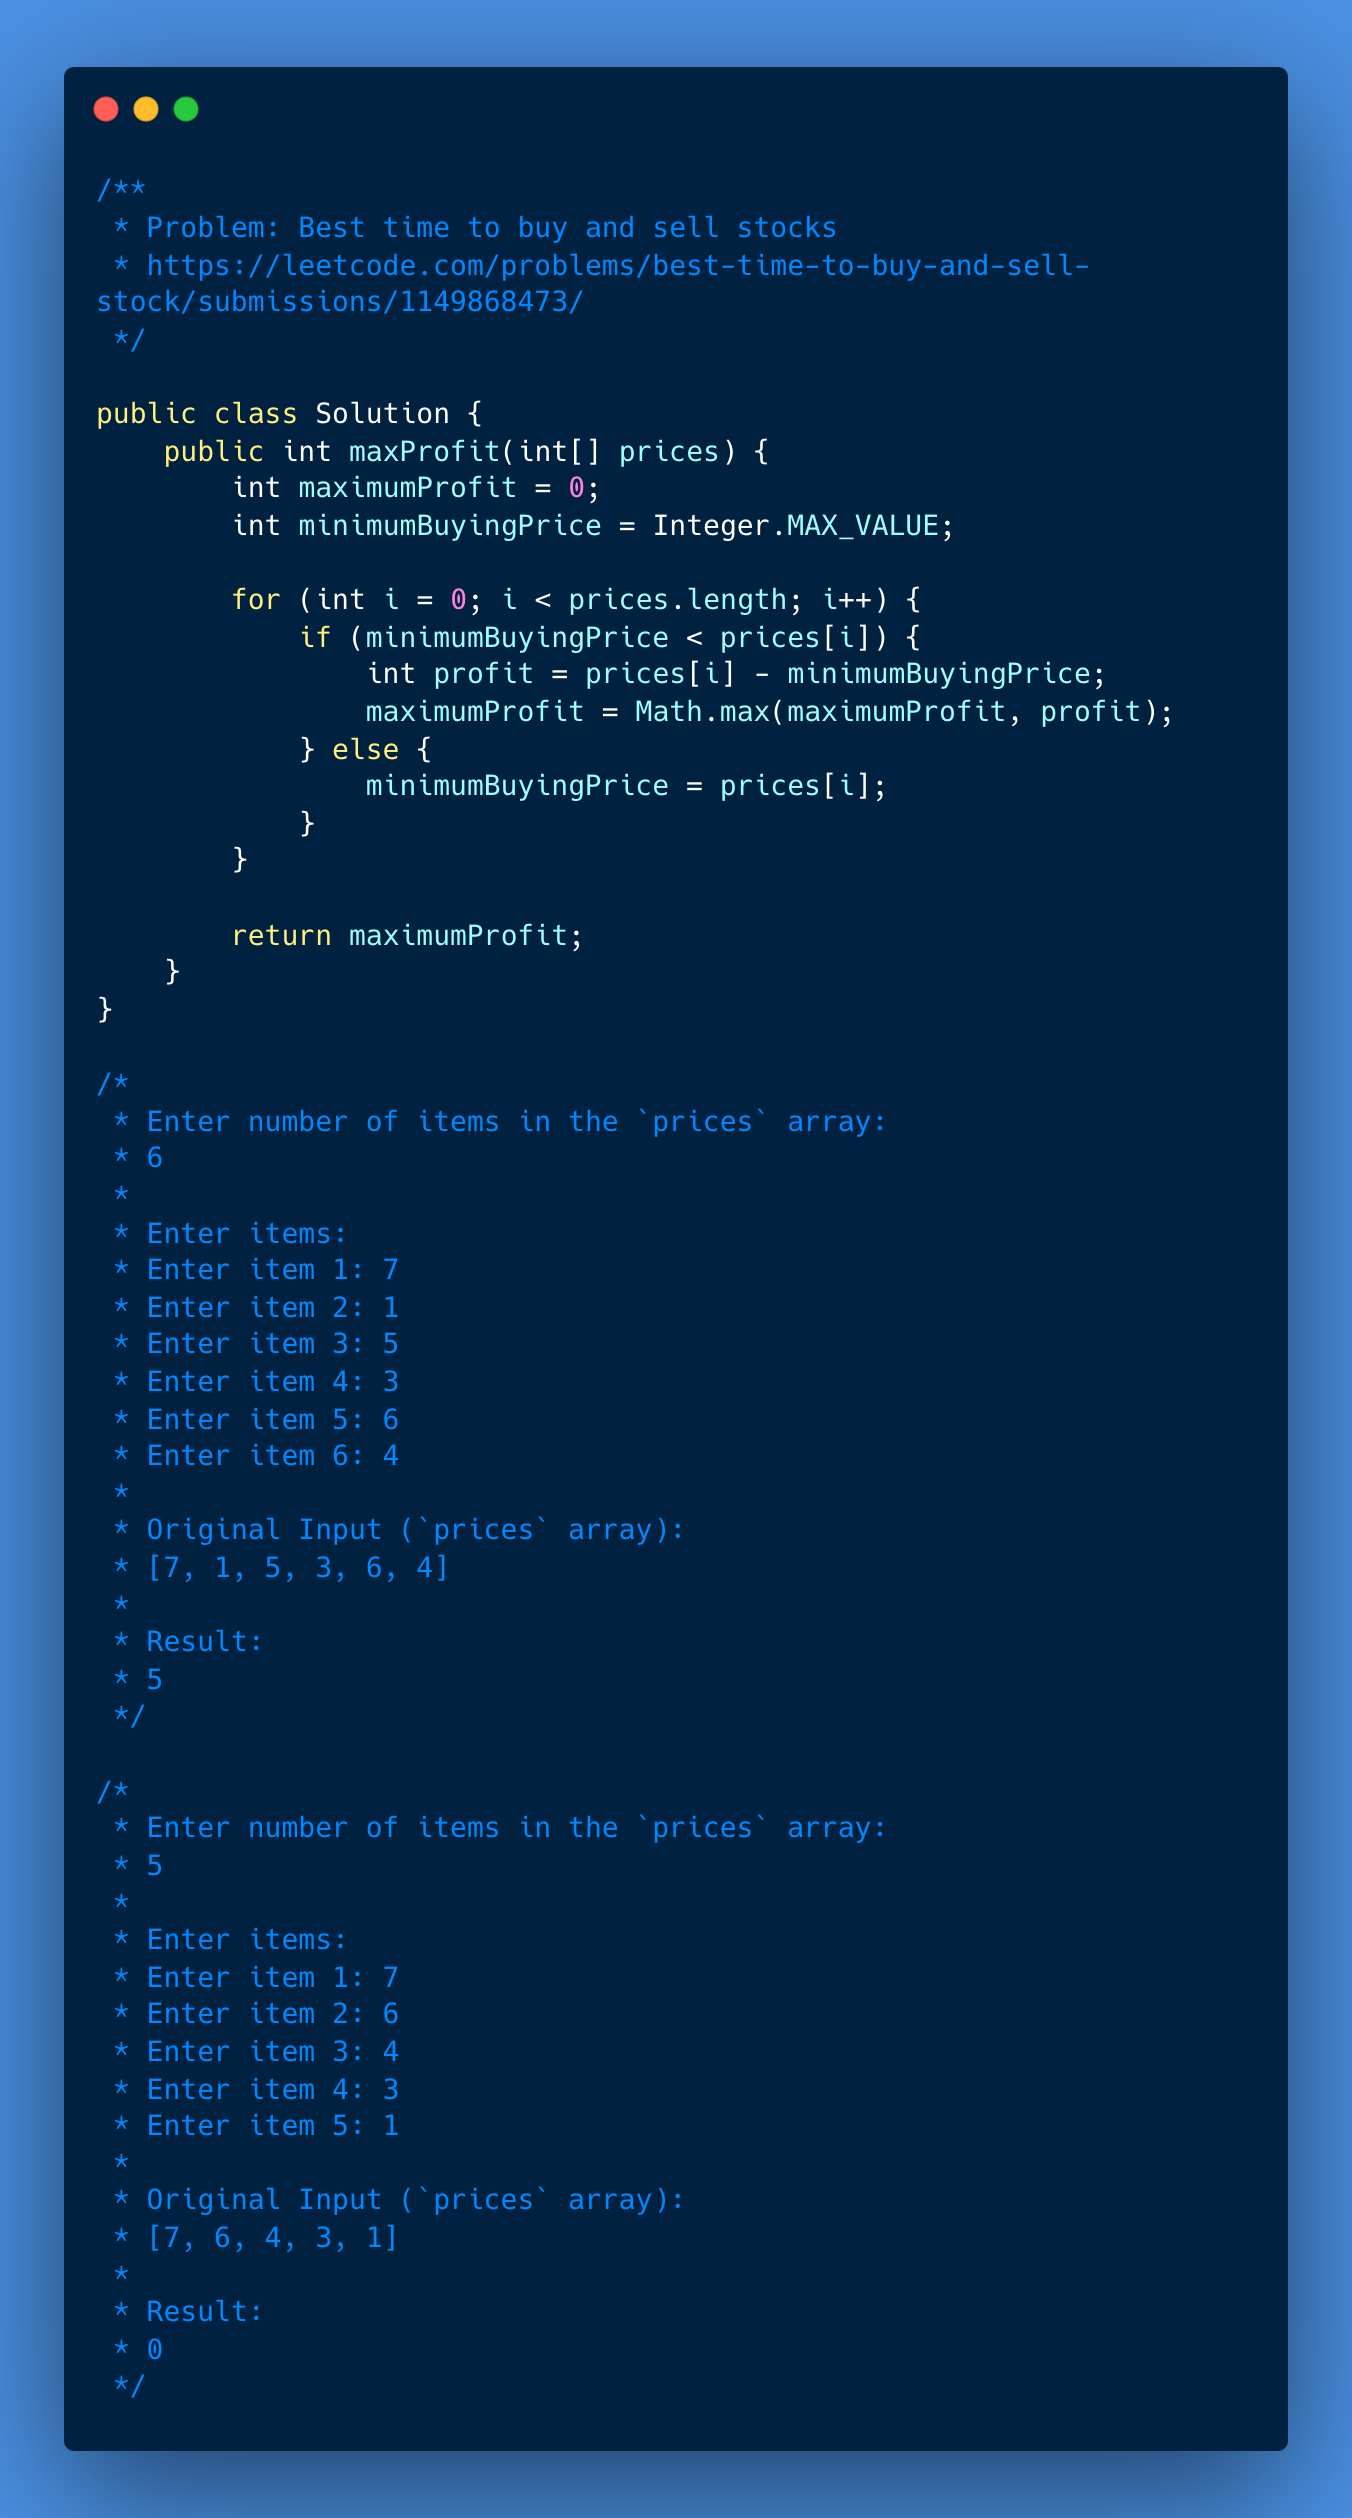 /**
 * Problem: Best time to buy and sell stocks
 * https://leetcode.com/problems/best-time-to-buy-and-sell-
stock/submissions/1149868473/
 */

public class Solution {
    public int maxProfit(int[] prices) {
        int maximumProfit = 0;
        int minimumBuyingPrice = Integer.MAX_VALUE;

        for (int i = 0; i < prices.length; i++) {
            if (minimumBuyingPrice < prices[i]) {
                int profit = prices[i] - minimumBuyingPrice;
                maximumProfit = Math.max(maximumProfit, profit);
            } else {
                minimumBuyingPrice = prices[i];
            }
        }

        return maximumProfit;
    }
}

/*
 * Enter number of items in the `prices` array:
 * 6
 *
 * Enter items:
 * Enter item 1: 7
 * Enter item 2: 1
 * Enter item 3: 5
 * Enter item 4: 3
 * Enter item 5: 6
 * Enter item 6: 4
 *
 * Original Input (`prices` array):
 * [7, 1, 5, 3, 6, 4]
 *
 * Result:
 * 5
 */

/*
 * Enter number of items in the `prices` array:
 * 5
 *
 * Enter items:
 * Enter item 1: 7
 * Enter item 2: 6
 * Enter item 3: 4
 * Enter item 4: 3
 * Enter item 5: 1
 *
 * Original Input (`prices` array):
 * [7, 6, 4, 3, 1]
 *
 * Result:
 * 0
 */